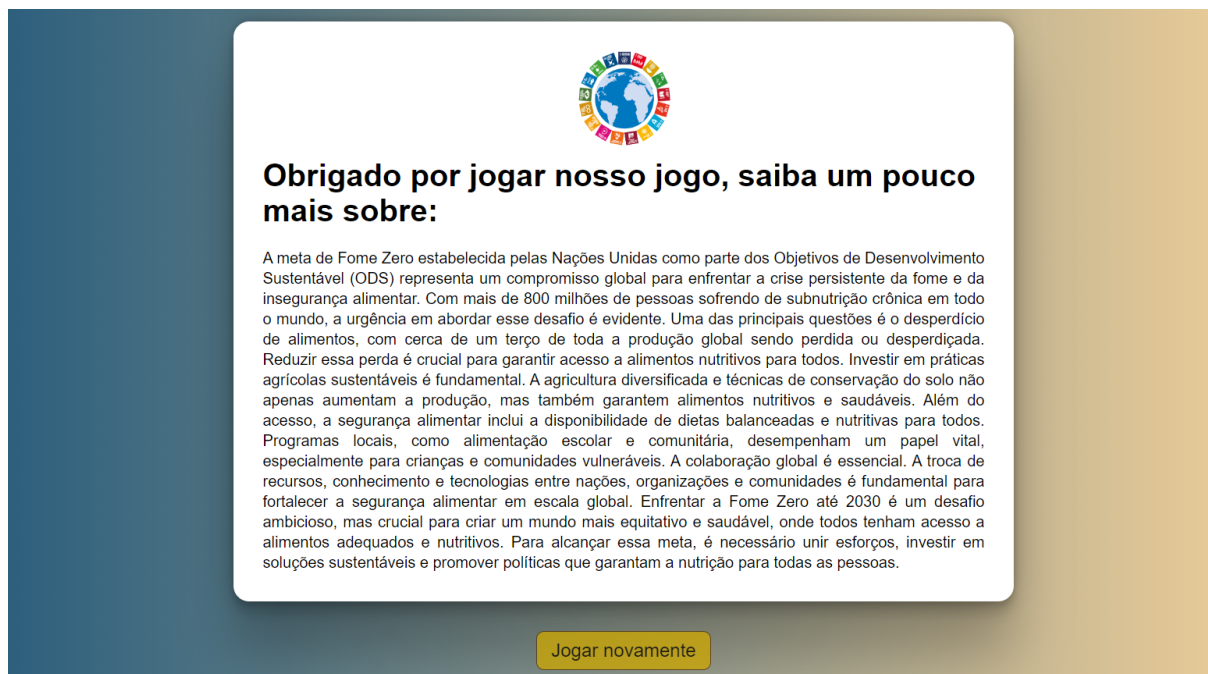 Obrigado por jogar nosso jogo, saiba um pouco
mais sobre:
A meta de Fome Zero estabelecida pelas Nações Unidas como parte dos Objetivos de Desenvolvimento
Sustentável (ODS) representa um compromisso global para enfrentar a crise persistente da fome e da
insegurança alimentar. Com mais de 800 milhões de pessoas sofrendo de subnutrição crônica em todo
o mundo, a urgência em abordar esse desafio é evidente. Uma das principais questões é o desperdício
de alimentos, com cerca de um terço de toda a produção global sendo perdida ou desperdiçada.
Reduzir essa perda é crucial para garantir acesso a alimentos nutritivos para todos. Investir em práticas
agrícolas sustentáveis é fundamental. A agricultura diversificada e técnicas de conservação do solo não
apenas aumentam a produção, mas também garantem alimentos nutritivos e saudáveis. Além do
acesso, a segurança alimentar inclui a disponibilidade de dietas balanceadas e nutritivas para todos.
Programas locais, como alimentação escolar e comunitária, desempenham um papel vital,
especialmente para crianças e comunidades vulneráveis. A colaboração global é essencial. A troca de
recursos, conhecimento e tecnologias entre nações, organizações e comunidades é fundamental para
fortalecer a segurança alimentar em escala global. Enfrentar a Fome Zero até 2030 é um desafio
ambicioso, mas crucial para criar um mundo mais equitativo e saudável, onde todos tenham acesso a
alimentos adequados e nutritivos. Para alcançar essa meta, é necessário unir esforços, investir em
soluções sustentáveis e promover políticas que garantam a nutrição para todas as pessoas.
Jogar novamente